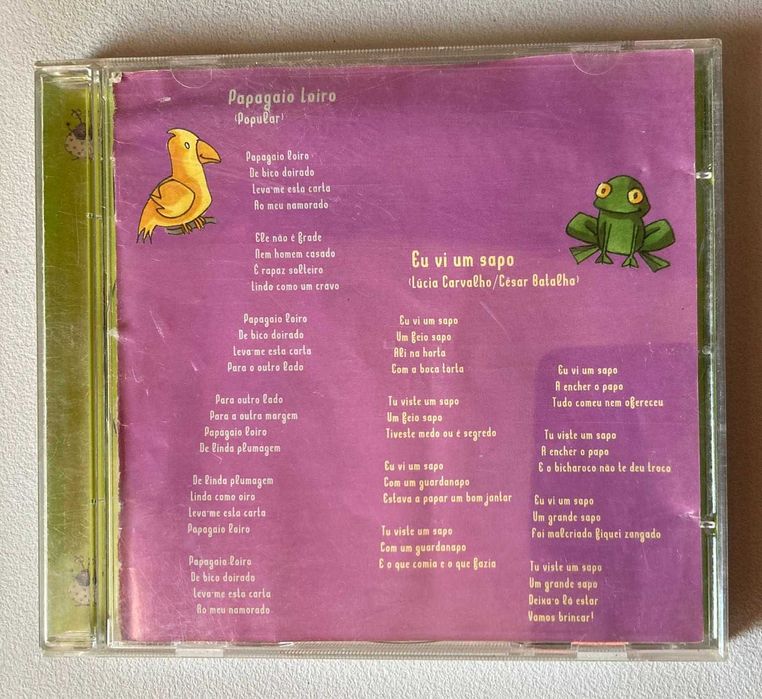 Papagaio Loiro
(Popular)
Papagaio loiro
De bico doirado
Leva-me esta carta
Ao meu namorado
Ele não é frade
Nem homem casado
É rapaz solteiro
Lindo como um cravo
Papagaio loiro
De bico doirado
Leva-me esta carta
Para o outro lado
Para outro lado
Para a outra margem
Papagaio loiro
De linda plumagem
De linda plumagem
Linda como oiro
Leva-me esta carta
Papagaio loiro
Papagaio loiro
De bico doirado
Leva-me esta carta
Ao meu namorado
Eu vi um sapo
(Lúcia Carvalho/César Batalha)
Eu vi um sapo
Um feio sapo
Ali na horta
Com a boca torta
Tu viste um sapo
Um feio sapo
Tiveste medo ou é segredo
Eu vi um sapo
Com um guardanapo
Estava a papar um bom jantar
Tu viste um sapo
Com um guardanapo
E o que comia e o que fazia
Eu vi um sapo
A encher o papo
Tudo comeu nem ofereceu
Tu viste um sapo
A encher o papo
E o bicharoco não te deu troco
Eu vi um sapo
Um grande sapo
Foi malcriado fiquei zangado
Tu viste um sapo
Um grande sapo
Deixa-o lá estar
Vamos brincar!